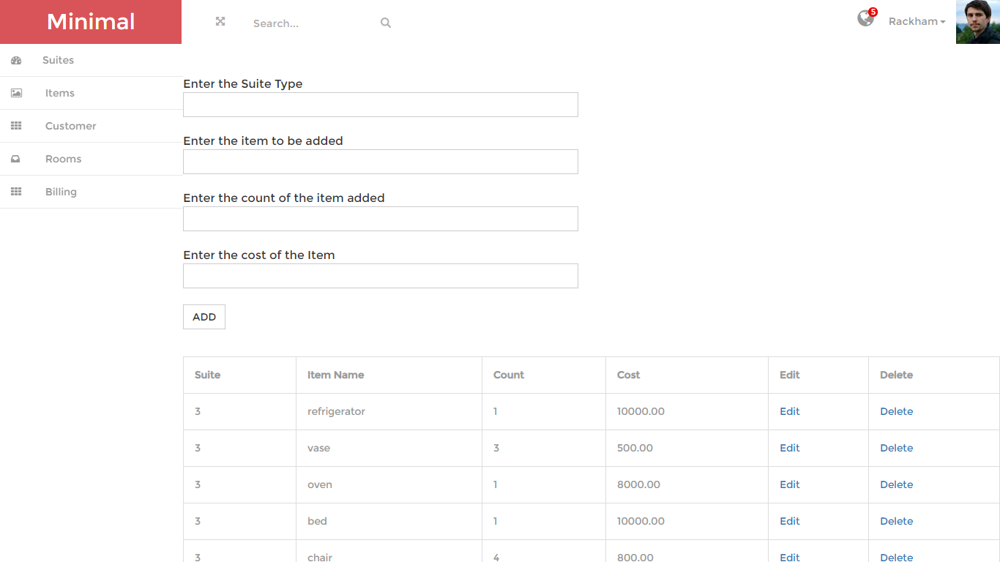 Minimal
Search...
5
Rackham
Suites
Items
Customer
Rooms
Billing
Enter the Suite Type
Enter the item to be added
Enter the count of the item added
Enter the cost of the Item
ADD
Suite Item Name Count Cost Edit Delete
3 refrigerator 1 10000.00 Edit Delete
3 vase 3 500.00 Edit Delete
3 oven 1 8000.00 Edit Delete
3 bed 1 10000.00 Edit Delete
3 chair 4 800.00 Edit Delete